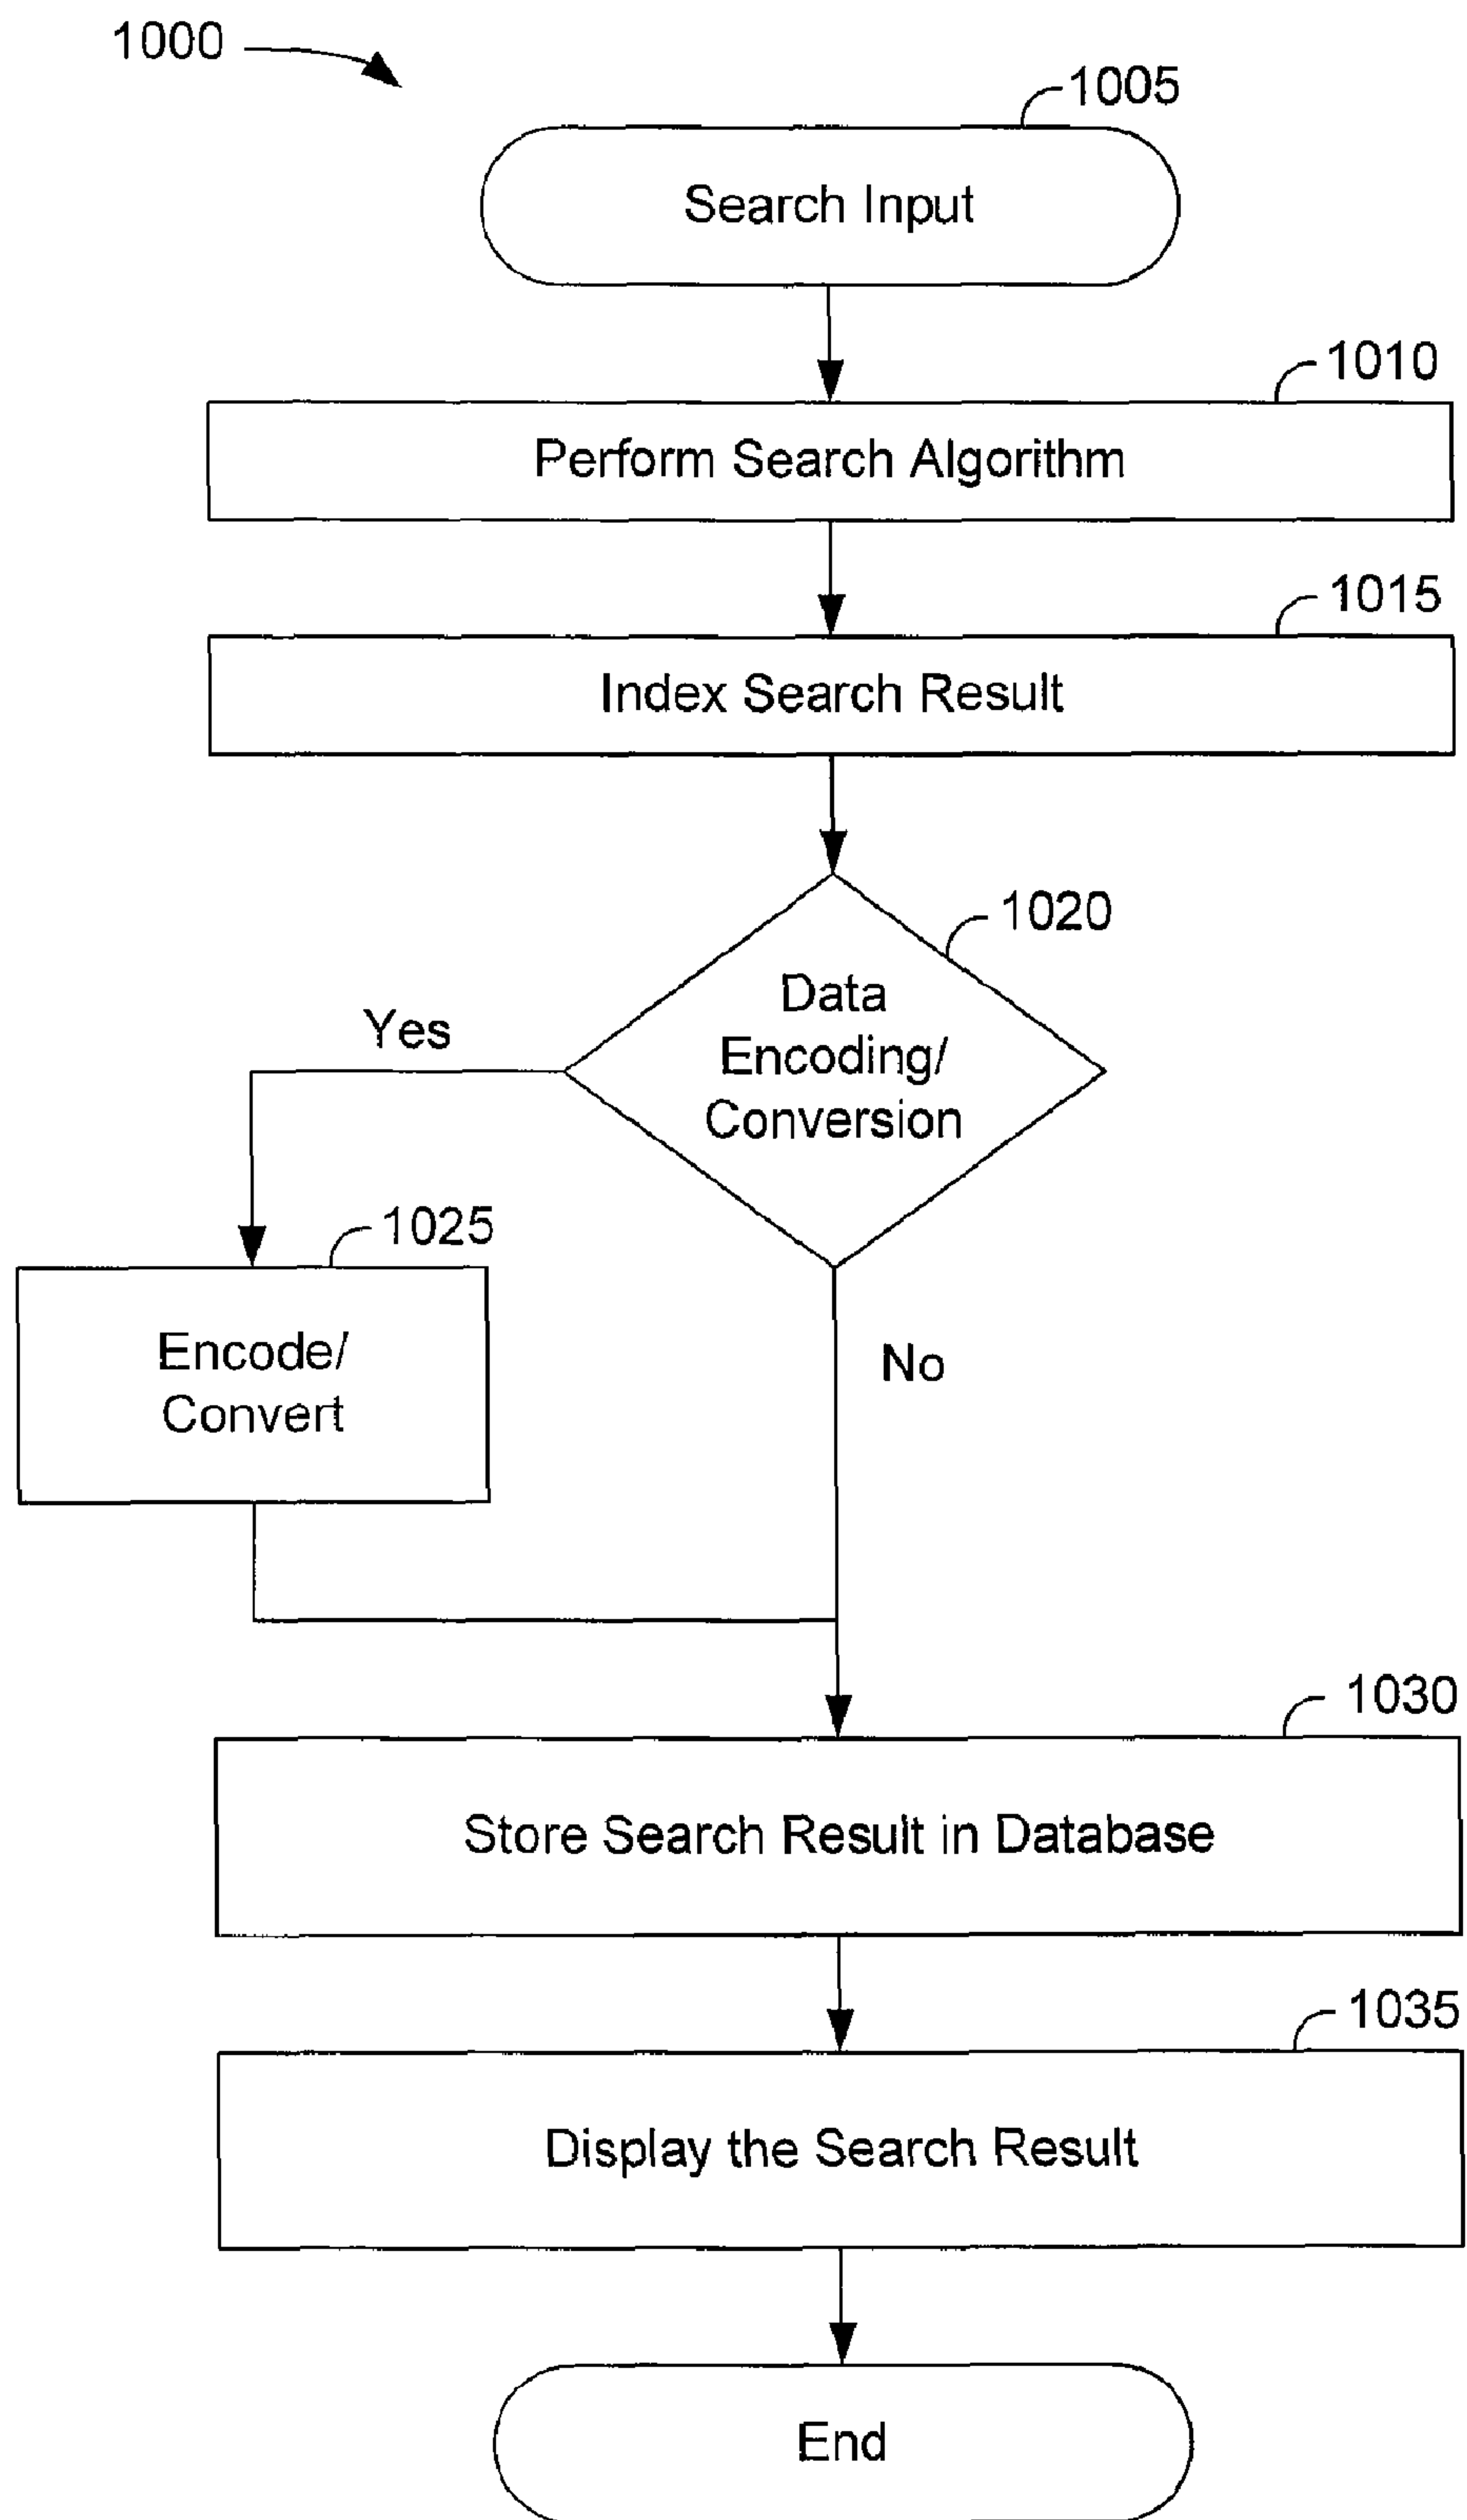 1000
1005
Search Input
1010
Perform Search Algorithm
1015
Index Search Result
1020
Data
Encoding/
Conversion
Yes
1025
Encode/
Convert
No
1030
Store Search Result in Database
1035
Display the Search Result
End